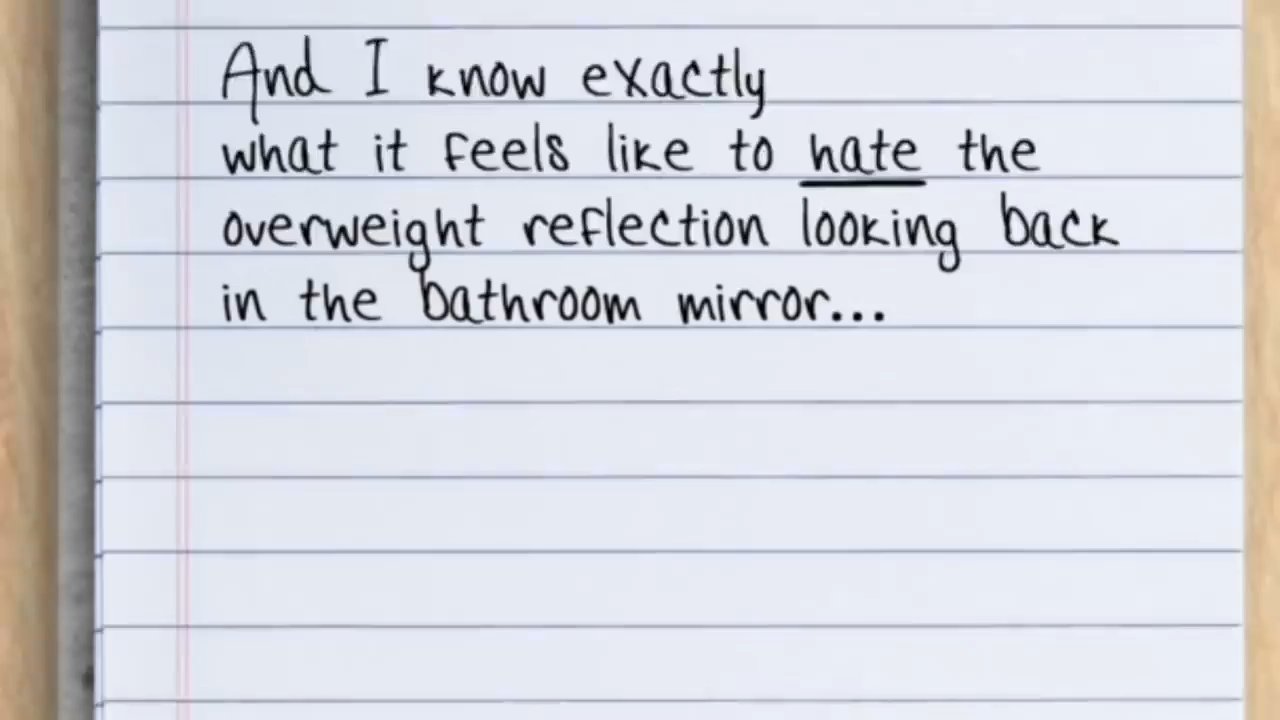 And I know exactly
what it feels like to hate the
overweight reflection looking back
in the bathroom mirror...